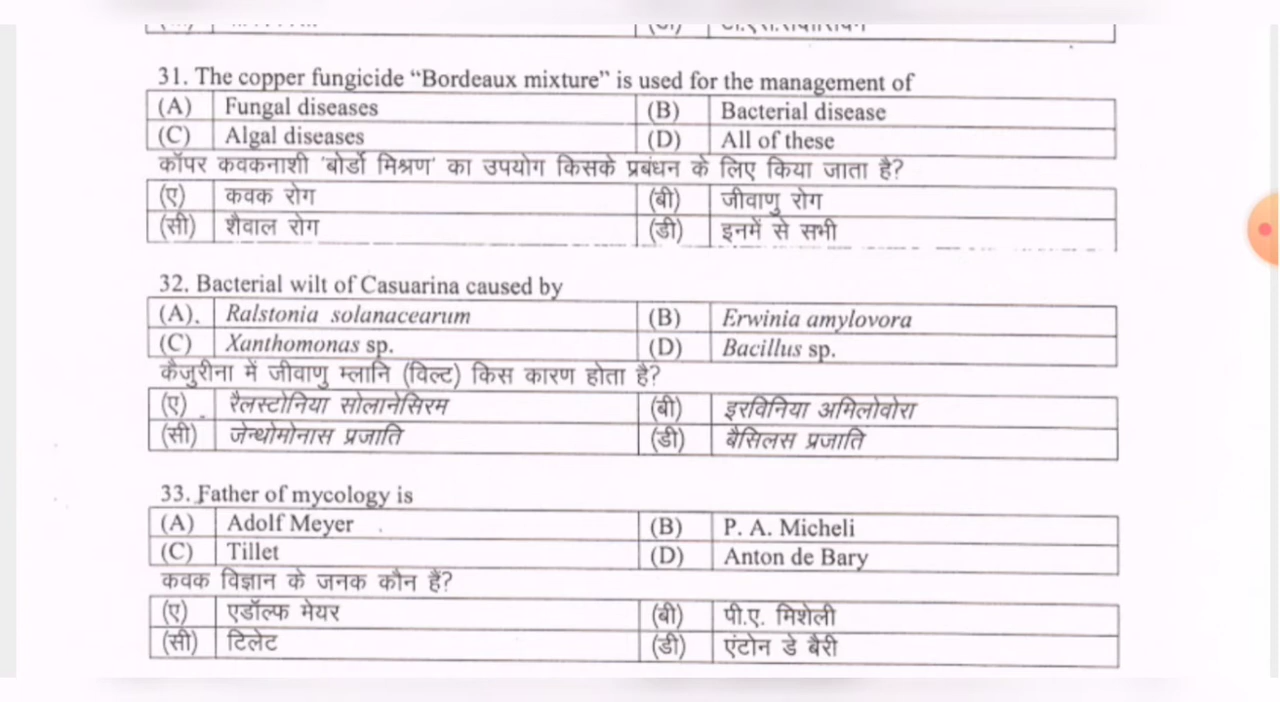 31. The copper fungicide “Bordeaux mixture” is used for the management of
(A) Fungal diseases (B) Bacterial disease
(C) Algal diseases (D) All of these
कॉपर कवकनाशी 'बोर्डो मिश्रण' का उपयोग किसके प्रबंधन के लिए किया जाता है?
(ए) कवक रोग (बी) जीवाणु रोग
(सी) शैवाल रोग (डी) इनमें से सभी
32. Bacterial wilt of Casuarina caused by
(A). Ralstonia solanacearum (B) Erwinia amylovora
(C) Xanthomonas sp. (D) Bacillus sp.
कैजुरीना में जीवाणु म्लानि (विल्ट) किस कारण होता है?
(ए) रैलस्टोनिया सोलानेसिरम (बी) इरविनिया अमिलोवोरा
(सी) जेन्थोमोनास प्रजाति (डी) बैसिलस प्रजाति
33. Father of mycology is
(A) Adolf Meyer (B) P. A. Micheli
(C) Tillet (D) Anton de Bary
कवक विज्ञान के जनक कौन हैं?
(ए) एडॉल्फ मेयर (बी) पी.ए. मिशेली
(सी) टिलेट (डी) एंटोन डे बैरी